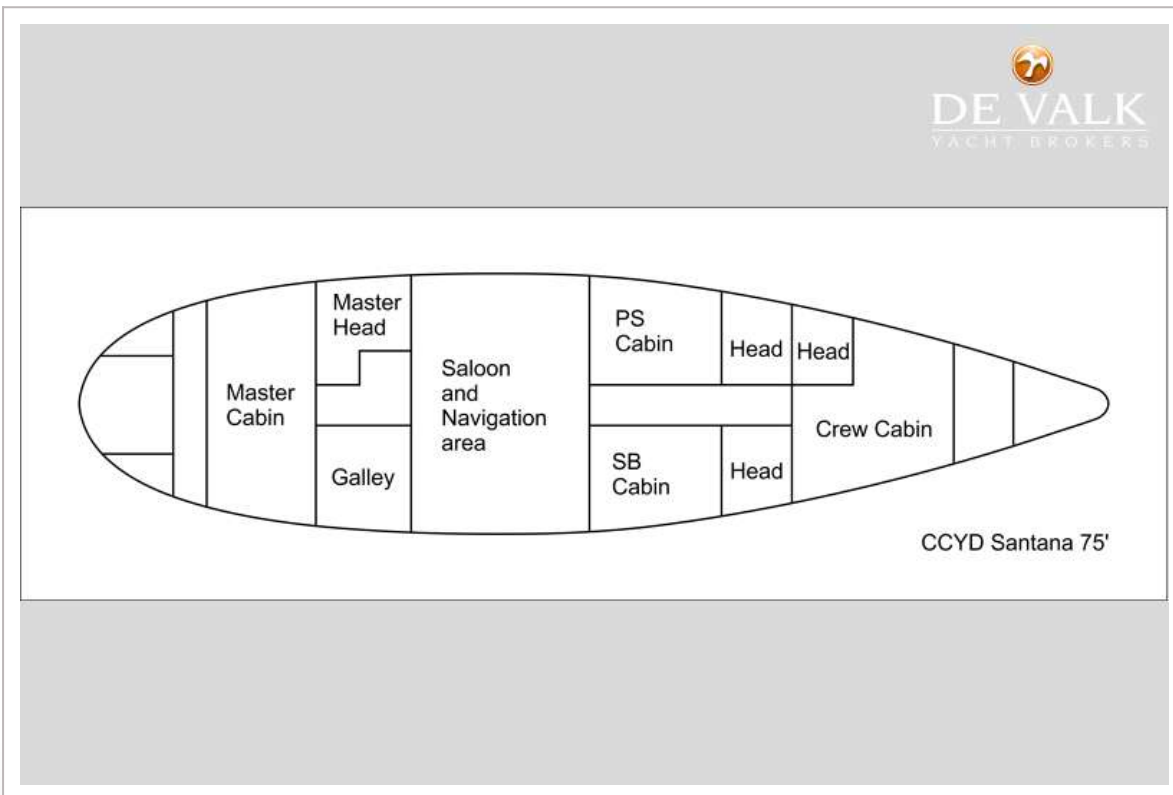 DE VALK
YACHT BROKERS
Master
Head
PS
Cabin
Head
Head
Saloon
and
Navigation
area
Master
Cabin
Crew Cabin
Galley
SB
Cabin
Head
CCYD Santana 75'